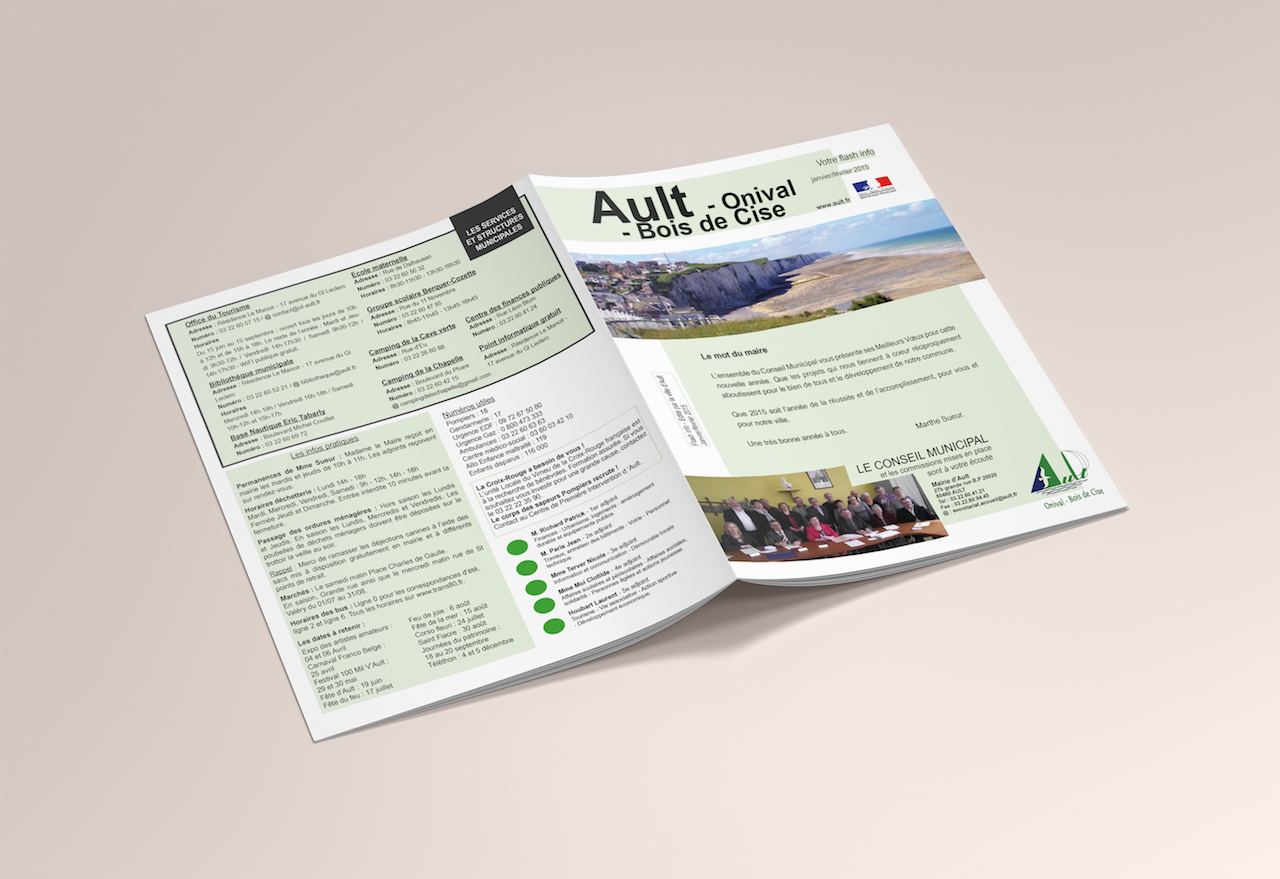 LES SERVICES
ET STRUCTURES
MUNICIPALES
Office du Tourisme
Adresse : Résidence Le Manoir : 17 avenue du Gl Leclerc
Numéro : 03 22 60 57 15 / @ contact@ot-ault.fr
Horaires
Du 15 juin au 15 septembre : ouvert tous les jours de 10h
à 12h et de 15h à 18h. Le reste de l'année : Mardi et Jeu-
di 9h30-12h / Vendredi 14h-17h30 / Samedi 9h30-12h /
14h-17h30 - WIFI publique gratuit.
Bibliothèque municipale
Adresse : Résidence Le Manoir : 17 avenue du Gl
Leclerc
Numéro : 03 22 60 52 21 / @ bibliotheque@ault.fr
Horaires
Mercredi 14h-18h / Vendredi 16h-18h / Samedi
10h-12h et 15h-17h
Base Nautique Eric Tabarly
Adresse : Boulevard Michel Couillet
Numéro : 03 22 60 69 72
Ecole maternelle
Adresse : Rue de Dalhausen
Numéro : 03 22 60 50 32
Horaires : 8h30-11h30 - 13h30-16h30
Groupe scolaire Berquer-Cozette
Adresse : Rue du 11 Novembre
Numéro : 03 22 60 47 85
Horaires : 8h45-11h45 - 13h45-16h45
Camping de la Cave verte
Adresse : Rue d'Eu
Numéro : 03 22 26 80 88
Camping de la Chapelle
Adresse : Boulevard du Phare
Numéro : 03 22 60 42 15
@ campingdelachapelle@gmail.com
Centre des finances publiques
Adresse : Rue Léon Blum
Numéro : 03.22.60.41.24
Point informatique gratuit
Adresse : Résidence Le Manoir -
17 avenue du Gl Leclerc
Les infos pratiques
Permanences de Mme Sueur : Madame le Maire reçoit en
mairie les mardis et jeudis de 10h à 11h. Les adjoints reçoivent
sur rendez-vous.
Horaires déchetterie : Lundi 14h - 18h
Mardi, Mercredi, Vendredi, Samedi : 9h - 12h, 14h - 18h
Fermée Jeudi et Dimanche. Entrée interdite 10 minutes avant la
fermeture.
Passage des ordures ménagères : Hors saison les Lundis
et Jeudis. En saison les Lundis, Mercredis et Vendredis. Les
poubelles de déchets ménagers doivent être déposées sur le
trottoir la veille au soir.
Rappel : Merci de ramasser les déjections canines à l'aide des
sacs mis à disposition gratuitement en mairie et à différents
points de retrait.
Marchés : Le samedi matin Place Charles de Gaulle.
En saison, Grande rue ainsi que le mercredi matin rue de St
Valéry du 01/07 au 31/08.
Horaires des bus : Ligne 0 pour les correspondances d'été,
ligne 2 et ligne 6. Tous les horaires sur www.trans80.fr.
Les dates à retenir :
Expo des artistes amateurs :
04 et 06 Avril
Carnaval Franco Belge :
25 avril
Festival 100 Mil V'Ault :
29 et 30 mai
Fête d'Ault : 19 juin
Fête du feu : 17 juillet
Feu de joie : 6 août
Fête de la mer : 15 août
Corso fleuri : 24 juillet
Saint Fiacre : 30 août
Journées du patrimoine :
18 au 20 septembre
Téléthon : 4 et 5 décembre
Numéros utiles
Pompiers : 18
Gendarmerie : 17
Urgence EDF : 09 72 67 50 80
Urgence Gaz : 0 800 473 333
Ambulances : 03 22 60 63 63
Centre médico-social : 03 60 03 42 10
Allo Enfance maltraité : 119
Enfants disparus : 116 000
La Croix-Rouge a besoin de vous !
L'unité Locale du Vimeu de la Croix-Rouge française est
à la recherche de bénévoles. Formation assurée. Si vous
souhaitez vous investir pour une grande cause, contactez
le 03 22 22 35 90.
Le corps des sapeurs Pompiers recrute !
Contact au Centre de Première Intervention d'Ault.
M. Richard Patrick - 1er adjoint
Finances - Urbanisme, logements - aménagement
durable et équipements publics.
M. Parie Jean - 2e adjoint
Travaux, entretien des bâtiments - Voirie - Personnel
technique.
Mme Terver Nicole - 3e adjoint
Information et communication - Démocratie locale
Mme Moi Clotilde - 4e adjoint
Affaires scolaires et périscolaires - Affaires sociales,
solidarité - Personnes âgées et actions jeunesse.
Houbart Laurent - 5e adjoint
Tourisme - Vie associative - Action sportive
- Développement économique.
Votre flash info
janvier/février 2015
Ault - Onival
- Bois de Cise
www.ault.fr
Le mot du maire
L'ensemble du Conseil Municipal vous présente ses Meilleurs Vœux pour cette
nouvelle année. Que les projets qui nous tiennent à coeur réciproquement
aboutissent pour le bien de tous et le développement de notre commune.
Que 2015 soit l'année de la réussite et de l'accomplissement, pour vous et
pour notre ville.
Une très bonne année à tous.
Marthe Sueur.
Flash info - Edité par la ville d'Ault
janvier/février 2015
LE CONSEIL MUNICIPAL
et les commissions mises en place
sont à votre écoute
Mairie d'Ault
27b grande rue B.P 20020
80460 AULT
Tel : 03.22.60.41.21
Fax : 03.22.60.94.45
@ : secretariat.accueil@ault.fr
Ault
Onival - Bois de Cise